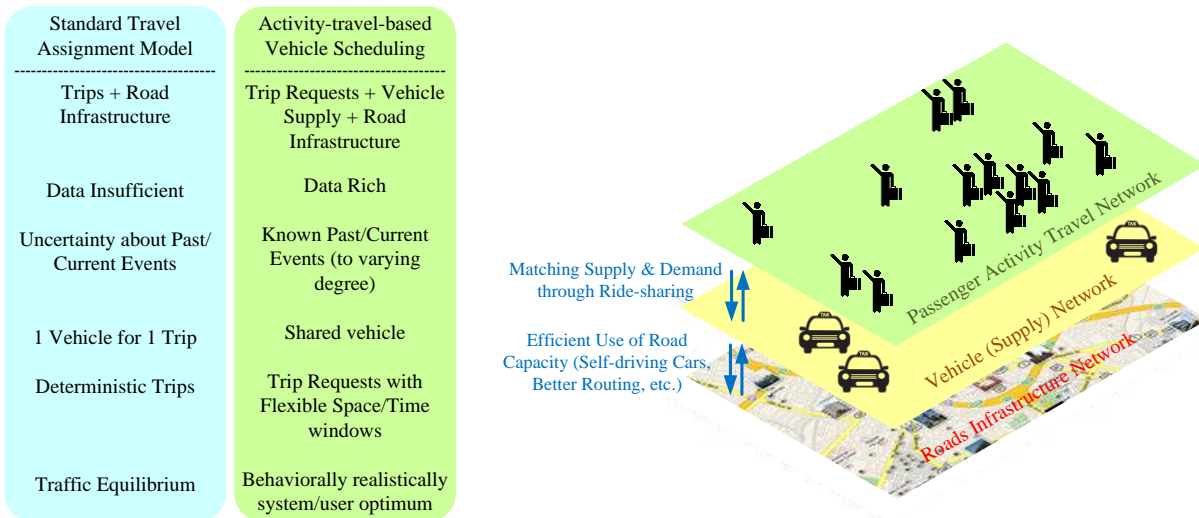 Standard Travel
Assignment Model
-------------------------------------
Trips + Road
Infrastructure
Data Insufficient
Uncertainty about Past/
Current Events
1 Vehicle for 1 Trip
Deterministic Trips
Traffic Equilibrium
Activity-travel-based
Vehicle Scheduling
-------------------------------------
Trip Requests + Vehicle
Supply + Road
Infrastructure
Data Rich
Known Past/Current
Events (to varying
degree)
Shared vehicle
Trip Requests with
Flexible Space/Time
windows
Behaviorally realistically
system/user optimum
Matching Supply & Demand
through Ride-sharing
Efficient Use of Road
Capacity (Self-driving Cars,
Better Routing, etc.)
Passenger Activity Travel Network
Vehicle (Supply) Network
Roads Infrastructure Network
TAXI
TAXI
TAXI